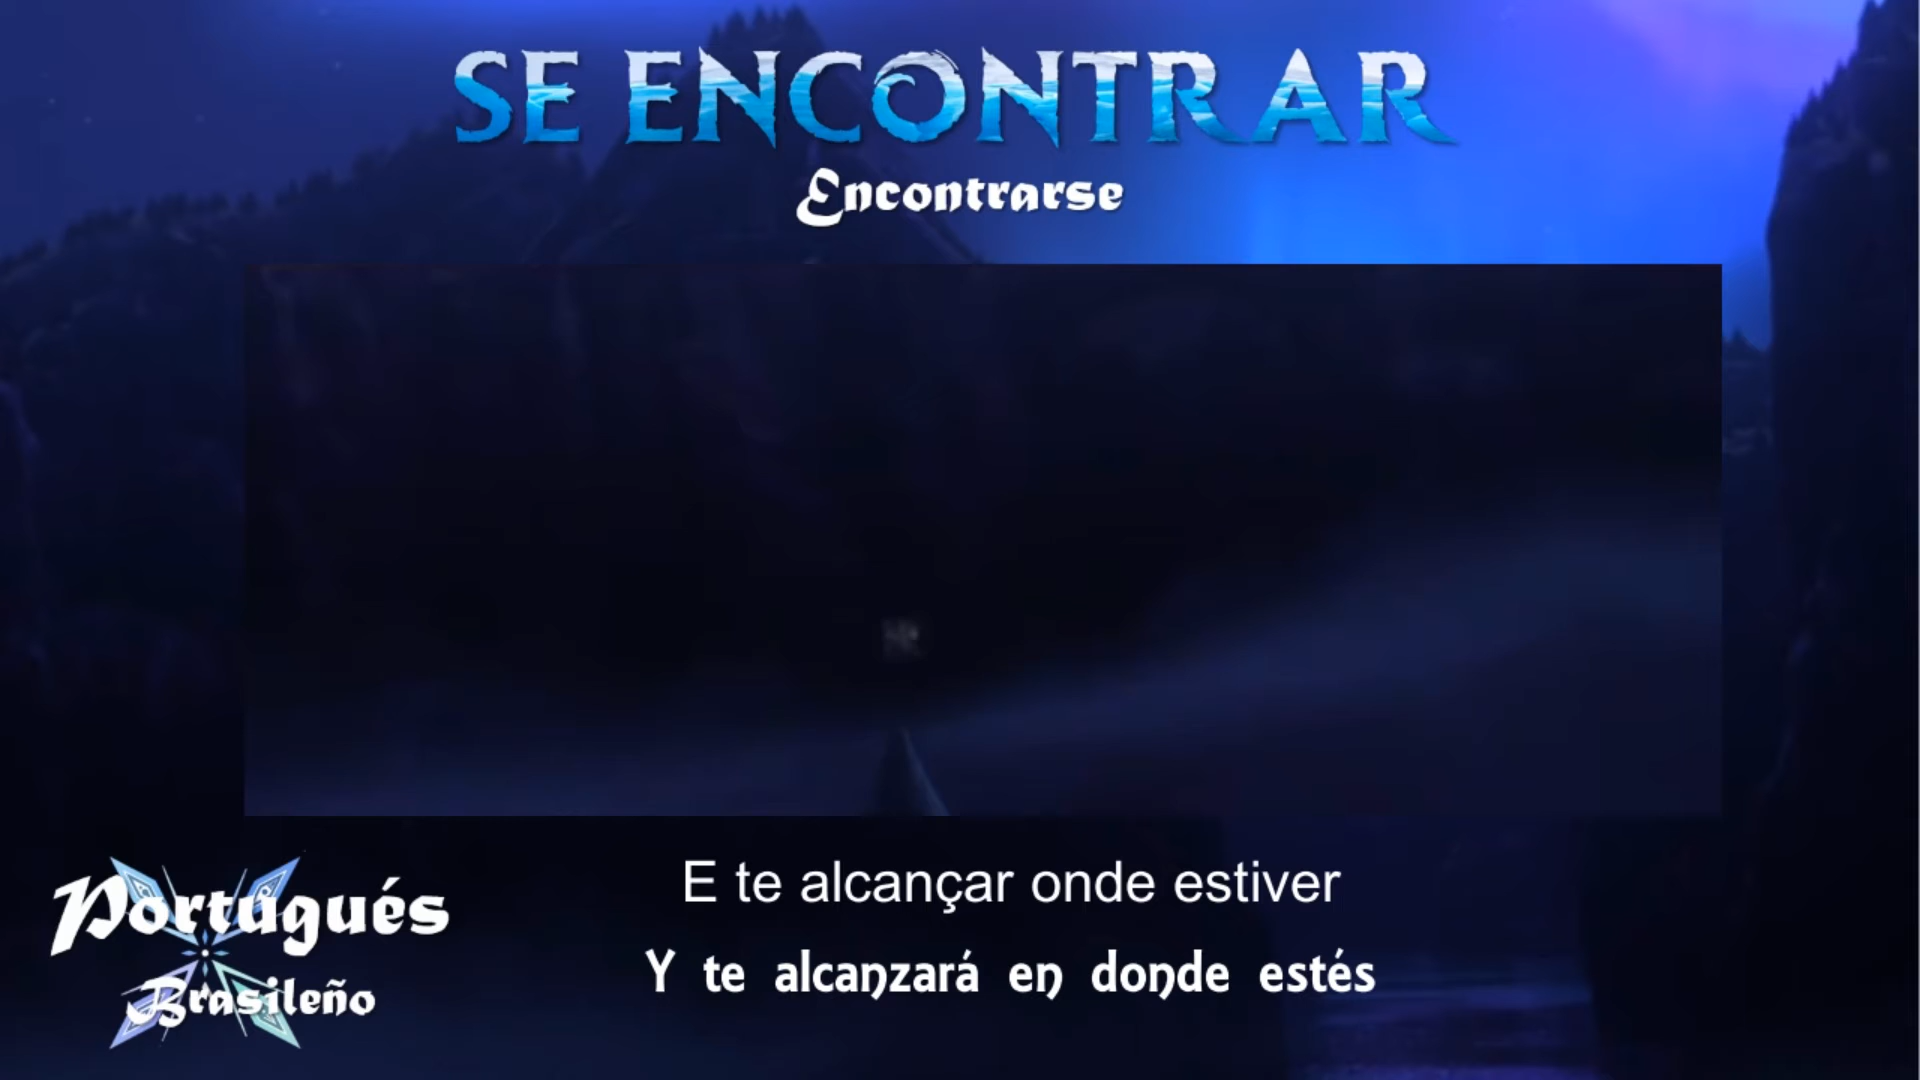 SE ENCONTRAR
Encontrarse
E te alcançar onde estiver
Y te alcanzará en donde estés
Portugués
Brasileño